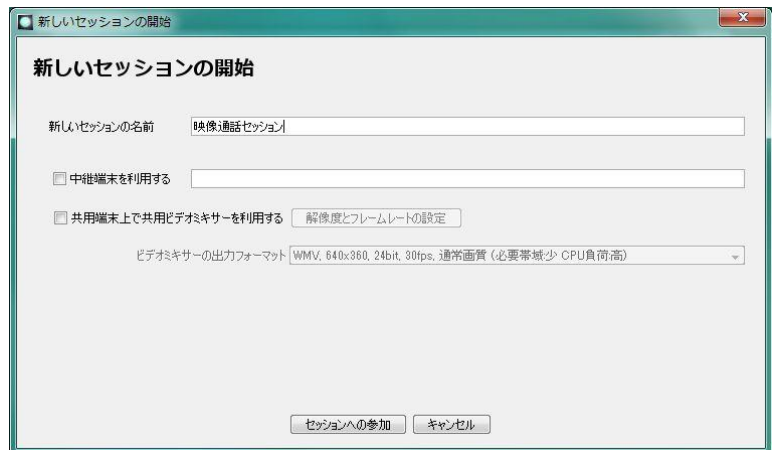 新しいセッションの開始
新しいセッションの開始
新しいセッションの名前 映像通話セッション
中継端末を利用する
共用端末上で共用ビデオミキサーを利用する 解像度とフレームレートの設定
ビデオミキサーの出力フォーマット WMV, 640x360, 24bit, 30fps, 通常画質 (必要帯域:少 CPU負荷:高)
セッションへの参加 キャンセル